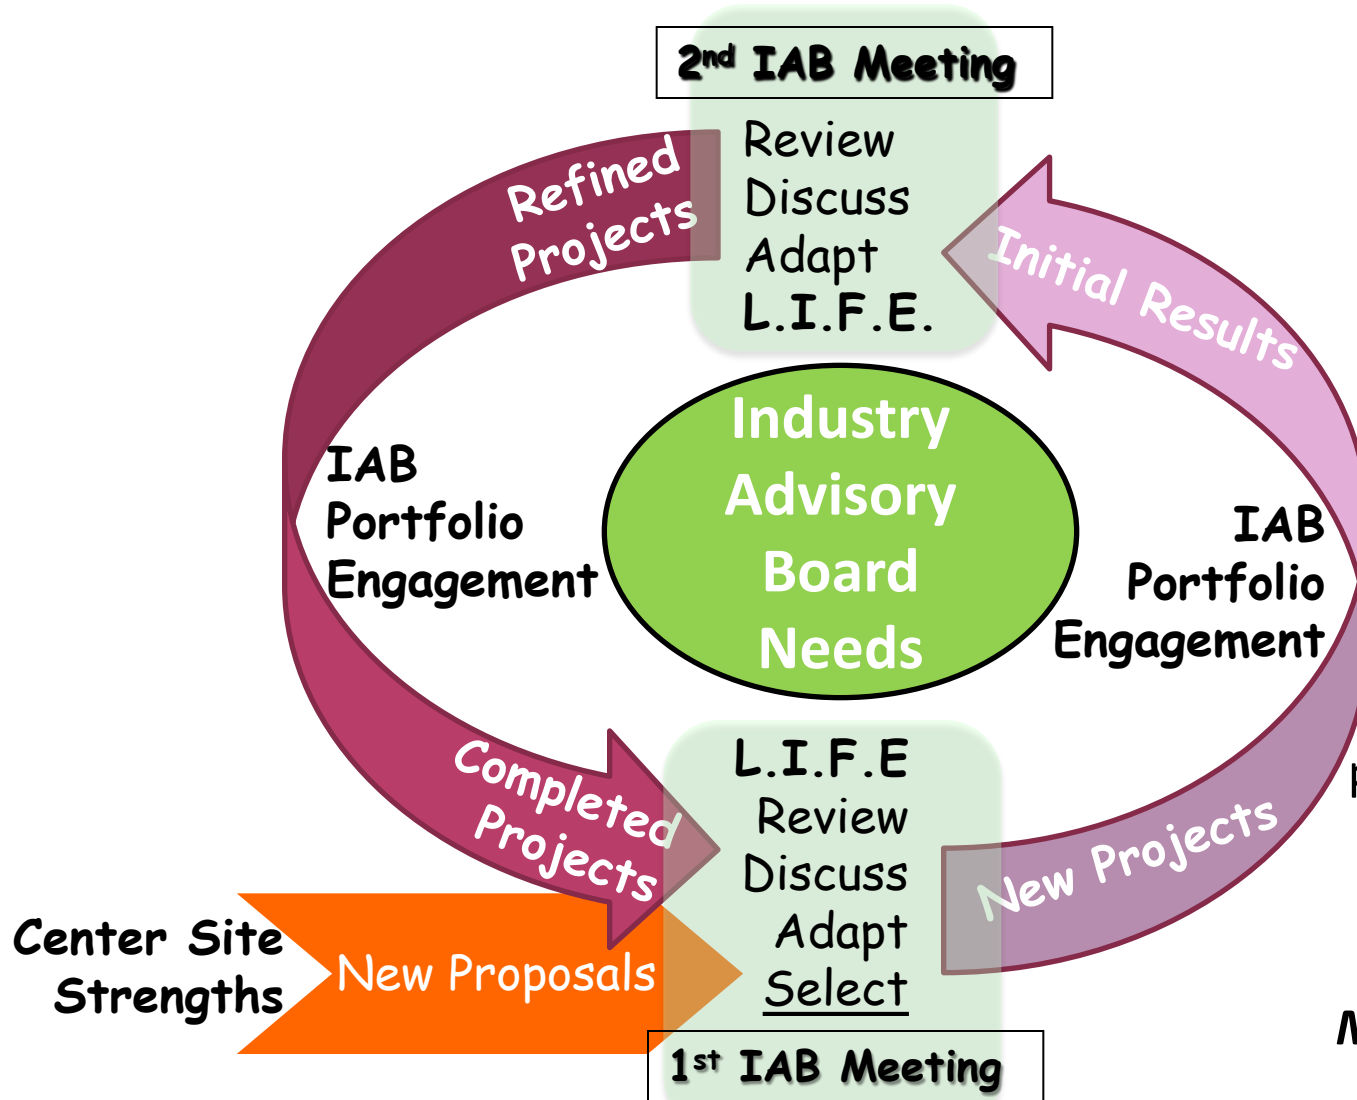 2nd IAB Meeting
Review
Discuss
Adapt
L.I.F.E.
Refined
Projects
Initial Results
Industry
Advisory
Board
Needs
IAB
Portfolio
Engagement
IAB
Portfolio
Engagement
L.I.F.E
Review
Discuss
Adapt
Select
Completed
Projects
New Projects
Center Site
Strengths
New Proposals
1st IAB Meeting